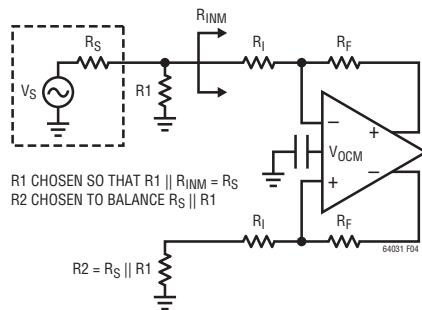 R_INM
R_S
R_I
R_F
V_S
R1
−
+
V_OCM
−
+
R1 CHOSEN SO THAT R1 || R_INM = R_S
R2 CHOSEN TO BALANCE R_S || R1
R_I
R_F
64031 F04
R2 = R_S || R1